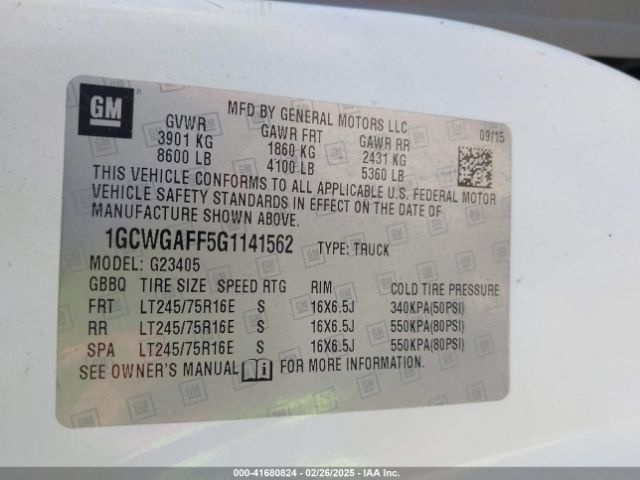 GM
MFD BY GENERAL MOTORS LLC
GVWR GAWR FRT GAWR RR 09/15
3901 KG 1860 KG 2431 KG
8600 LB 4100 LB 5360 LB
THIS VEHICLE CONFORMS TO ALL APPLICABLE U.S. FEDERAL MOTOR
VEHICLE SAFETY STANDARDS IN EFFECT ON THE DATE OF
MANUFACTURE SHOWN ABOVE.
1GCWGAFF5G1141562 TYPE: TRUCK
MODEL: G23405
GBBQ TIRE SIZE SPEED RTG RIM COLD TIRE PRESSURE
FRT LT245/75R16E S 16X6.5J 340KPA(50PSI)
RR LT245/75R16E S 16X6.5J 550KPA(80PSI)
SPA LT245/75R16E S 16X6.5J 550KPA(80PSI)
SEE OWNER'S MANUAL FOR MORE INFORMATION.
000-41680824 02/26/2025 IAA Inc.